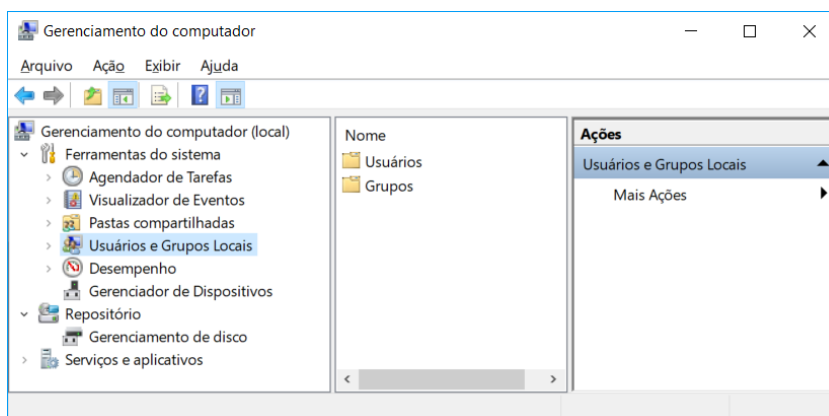 Gerenciamento do computador
Arquivo Ação Exibir Ajuda
Gerenciamento do computador (local)
Ferramentas do sistema
Agendador de Tarefas
Visualizador de Eventos
Pastas compartilhadas
Usuários e Grupos Locais
Desempenho
Gerenciador de Dispositivos
Repositório
Gerenciamento de disco
Serviços e aplicativos
Nome
Usuários
Grupos
Ações
Usuários e Grupos Locais
Mais Ações